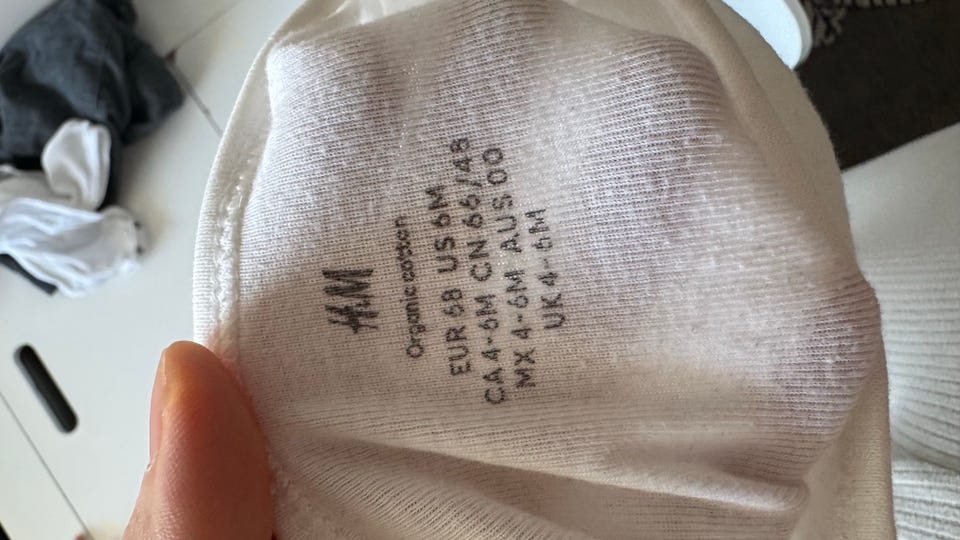 H&M
Organic cotton
EUR 68 US 6M
CA 4-6M CN 66/48
MX 4-6M AUS 00
UK 4-6M